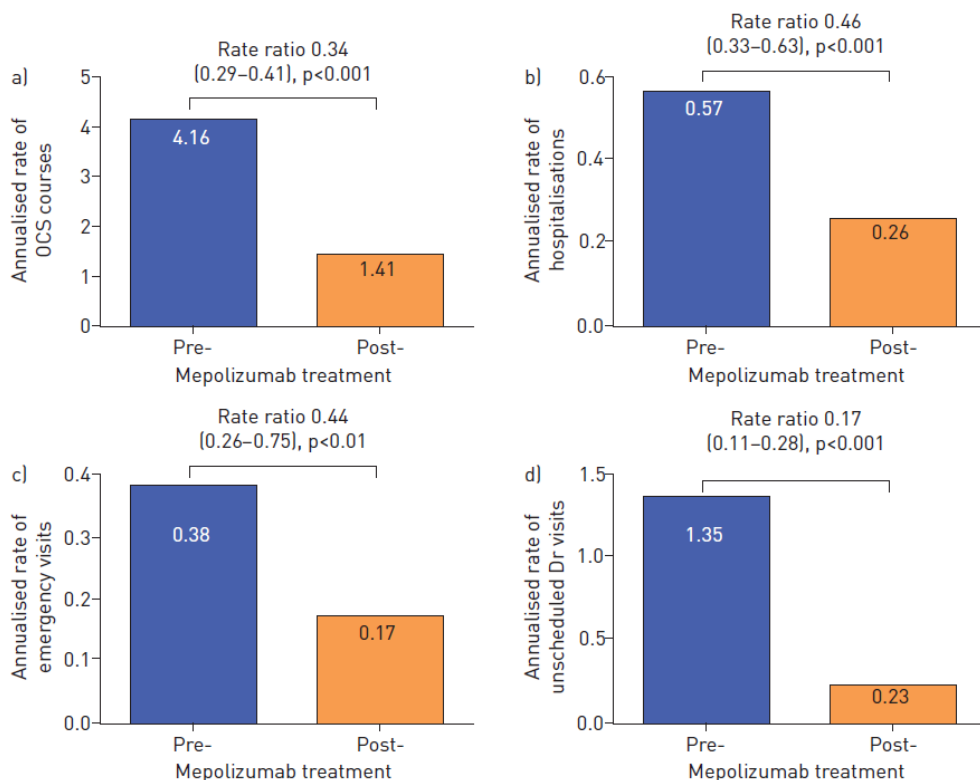 a)
Rate ratio 0.34
(0.29–0.41), p<0.001
Annualised rate of
OCS courses
5
4
3
2
1
0
4.16
1.41
Pre-
Post-
Mepolizumab treatment
b)
Rate ratio 0.46
(0.33–0.63), p<0.001
Annualised rate of
hospitalisations
0.6
0.4
0.2
0.0
0.57
0.26
Pre-
Post-
Mepolizumab treatment
c)
Rate ratio 0.44
(0.26–0.75), p<0.01
Annualised rate of
emergency visits
0.4
0.3
0.2
0.1
0.0
0.38
0.17
Pre-
Post-
Mepolizumab treatment
d)
Rate ratio 0.17
(0.11–0.28), p<0.001
Annualised rate of
unscheduled Dr visits
1.5
1.0
0.5
0.0
1.35
0.23
Pre-
Post-
Mepolizumab treatment